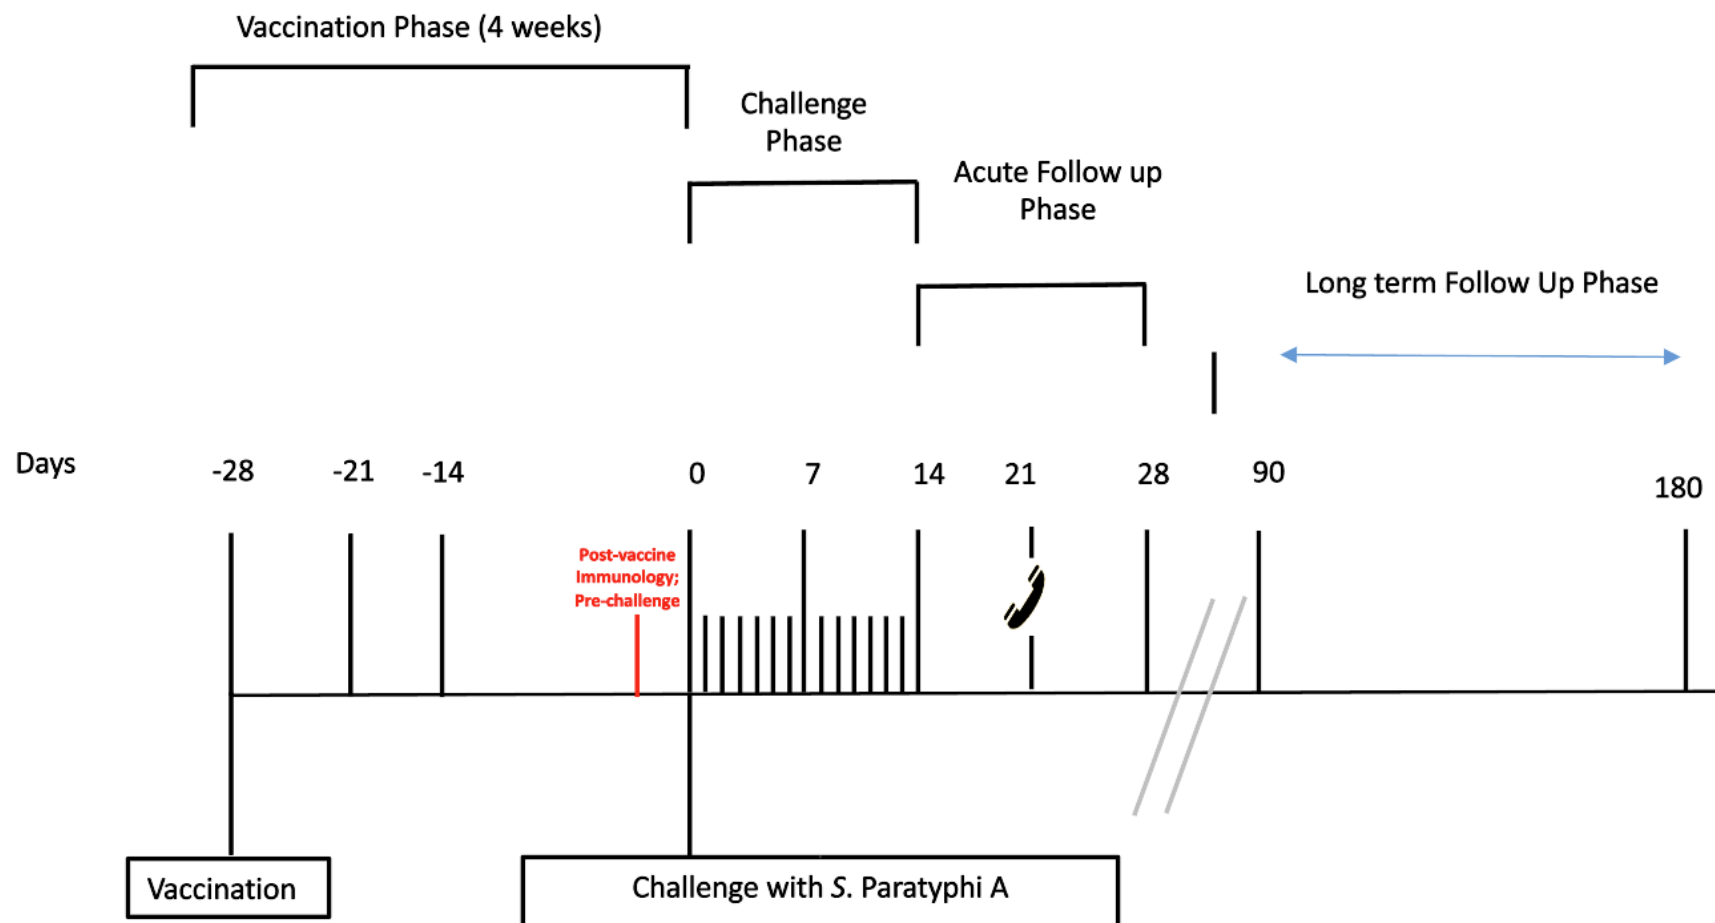 Vaccination Phase (4 weeks)
Challenge
Phase
Acute Follow up
Phase
Long term Follow Up Phase
Days
-28
-21
-14
0
7
14
21
28
90
180
Post-vaccine
Immunology;
Pre-challenge
Vaccination
Challenge with S. Paratyphi A